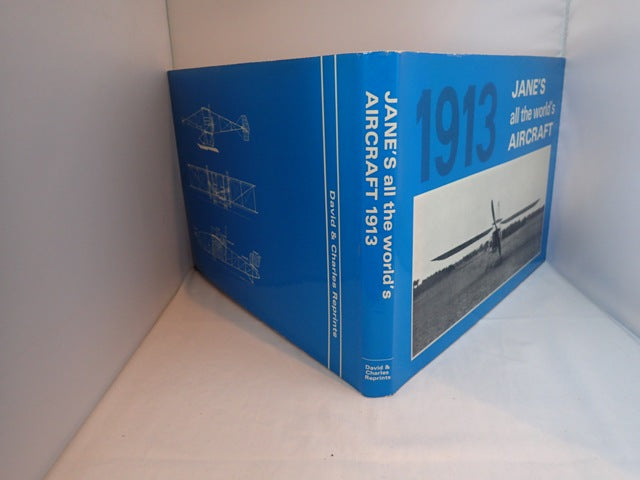 David & Charles Reprints
JANE'S all the world's
AIRCRAFT 1913
David &
Charles
Reprints
1913
JANE'S
all the world's
AIRCRAFT